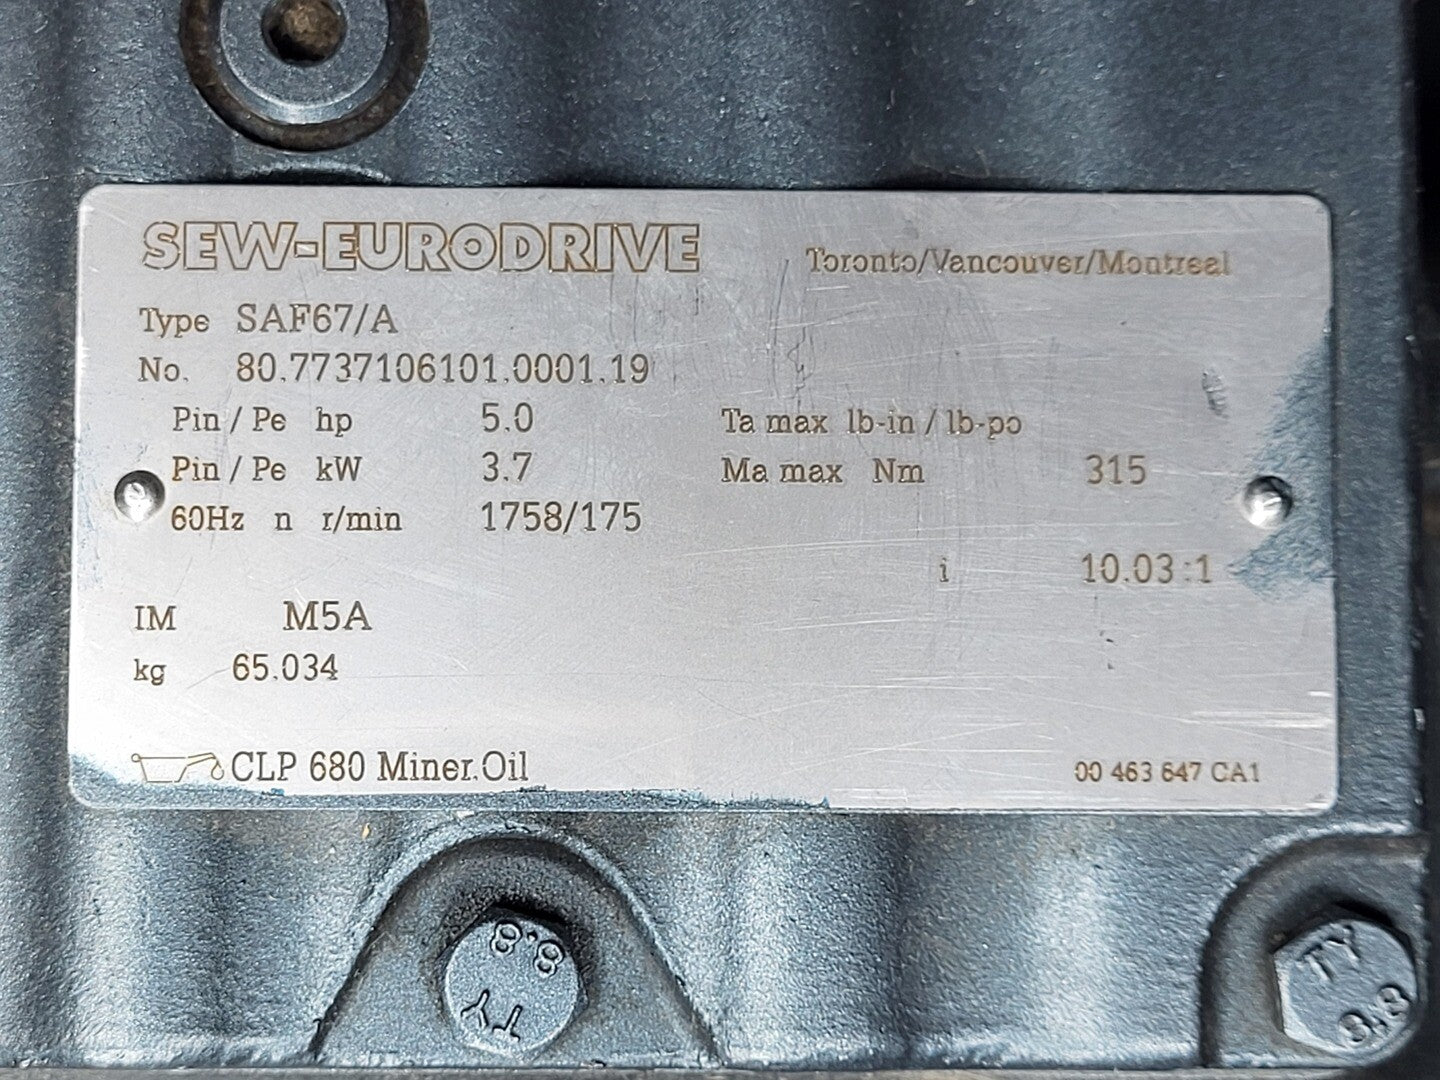 SEW-EURODRIVE Toronto/Vancouver/Montreal
Type SAF67/A
No. 80.7737106101.0001.19
Pin / Pe hp 5.0 Ta max lb-in / lb-po
Pin / Pe kW 3.7 Ma max Nm 315
60Hz n r/min 1758/175
i 10.03 :1
IM M5A
kg 65.034
CLP 680 Miner.Oil 00 463 647 CA1
8.8 TY
TY 8.8